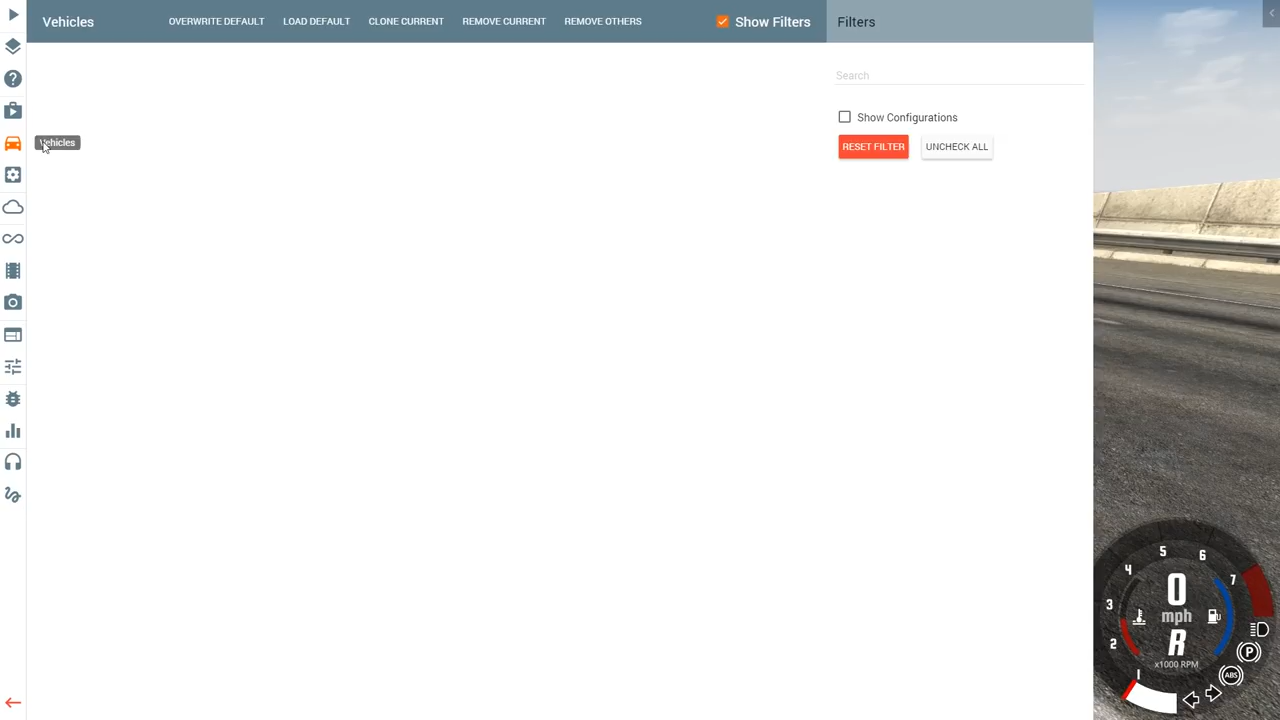 Vehicles
OVERWRITE DEFAULT
LOAD DEFAULT
CLONE CURRENT
REMOVE CURRENT
REMOVE OTHERS
Show Filters
Filters
Search
Show Configurations
RESET FILTER
UNCHECK ALL
Vehicles
1
2
3
4
5
6
7
0
mph
R
x1000 RPM
P
ABS